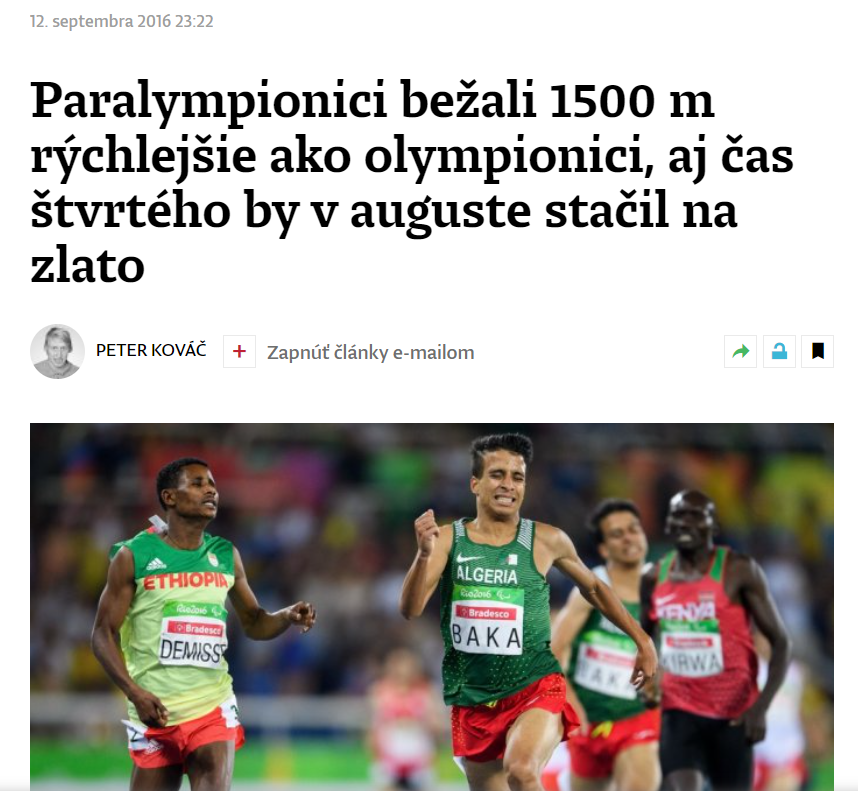 12. septembra 2016 23:22
Paralympionici bežali 1500 m
rýchlejšie ako olympionici, aj čas
štvrtého by v auguste stačil na
zlato
PETER KOVÁČ
+ Zapnúť články e-mailom
ETHIOPIA
Rio2016
Bradesco
DEMISSE
ALGERIA
Rio2016
Bradesco
BAKA
BAKA
KENYA
KIRWA